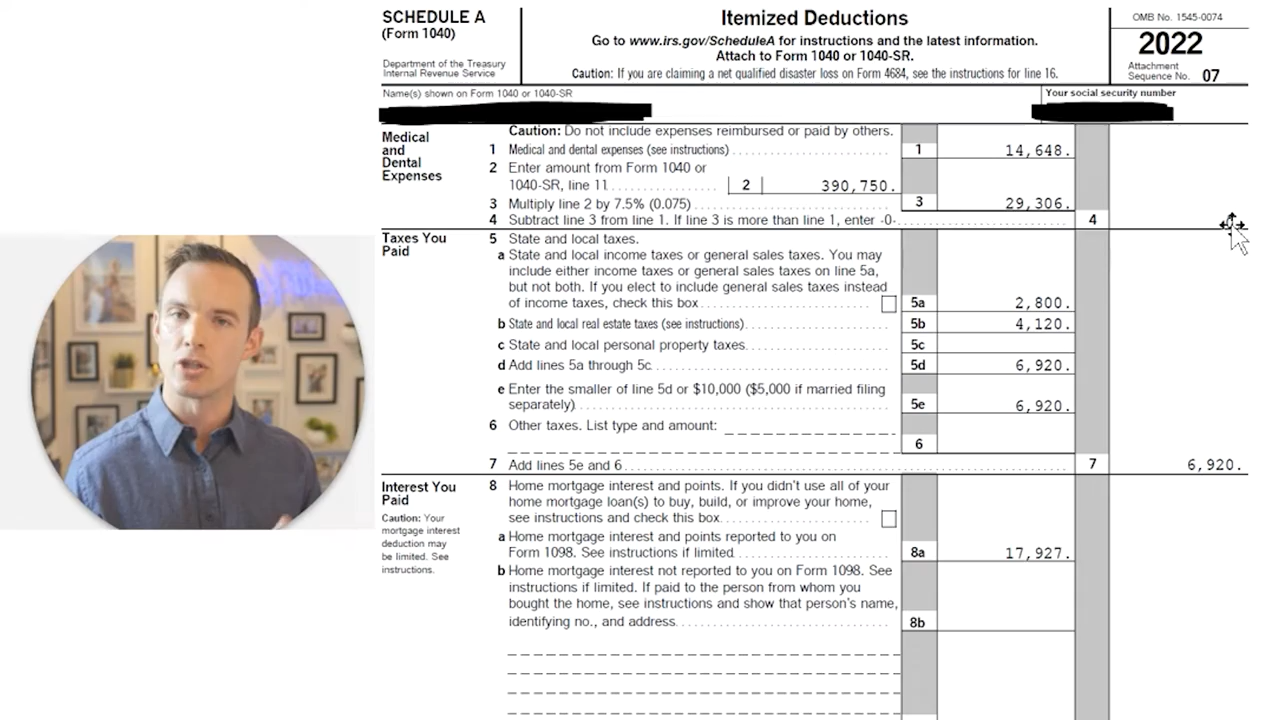 SCHEDULE A
(Form 1040)
Department of the Treasury
Internal Revenue Service
Itemized Deductions
Go to www.irs.gov/ScheduleA for instructions and the latest information.
Attach to Form 1040 or 1040-SR.
Caution: If you are claiming a net qualified disaster loss on Form 4684, see the instructions for line 16.
OMB No. 1545-0074
2022
Attachment
Sequence No. 07
Name(s) shown on Form 1040 or 1040-SR
Your social security number
Medical
and
Dental
Expenses
Caution: Do not include expenses reimbursed or paid by others.
1 Medical and dental expenses (see instructions) 1 14,648.
2 Enter amount from Form 1040 or
1040-SR, line 11 2 390,750.
3 Multiply line 2 by 7.5% (0.075) 3 29,306.
4 Subtract line 3 from line 1. If line 3 is more than line 1, enter -0- 4
Taxes You
Paid
5 State and local taxes.
a State and local income taxes or general sales taxes. You may
include either income taxes or general sales taxes on line 5a,
but not both. If you elect to include general sales taxes instead
of income taxes, check this box 5a 2,800.
b State and local real estate taxes (see instructions) 5b 4,120.
c State and local personal property taxes 5c
d Add lines 5a through 5c 5d 6,920.
e Enter the smaller of line 5d or $10,000 ($5,000 if married filing
separately) 5e 6,920.
6 Other taxes. List type and amount:
6
7 Add lines 5e and 6 7 6,920.
Interest You
Paid
Caution: Your
mortgage interest
deduction may
be limited. See
instructions.
8 Home mortgage interest and points. If you didn't use all of your
home mortgage loan(s) to buy, build, or improve your home,
see instructions and check this box
a Home mortgage interest and points reported to you on
Form 1098. See instructions if limited 8a 17,927.
b Home mortgage interest not reported to you on Form 1098. See
instructions if limited. If paid to the person from whom you
bought the home, see instructions and show that person's name,
identifying no., and address 8b